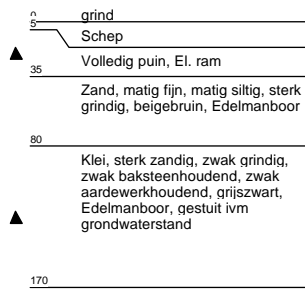 0 grind
5 Schep
Volledig puin, El. ram
35
Zand, matig fijn, matig siltig, sterk
grindig, beigebruin, Edelmanboor
80
Klei, sterk zandig, zwak grindig,
zwak baksteenhoudend, zwak
aardewerkhoudend, grijszwart,
Edelmanboor, gestuit ivm
grondwaterstand
170